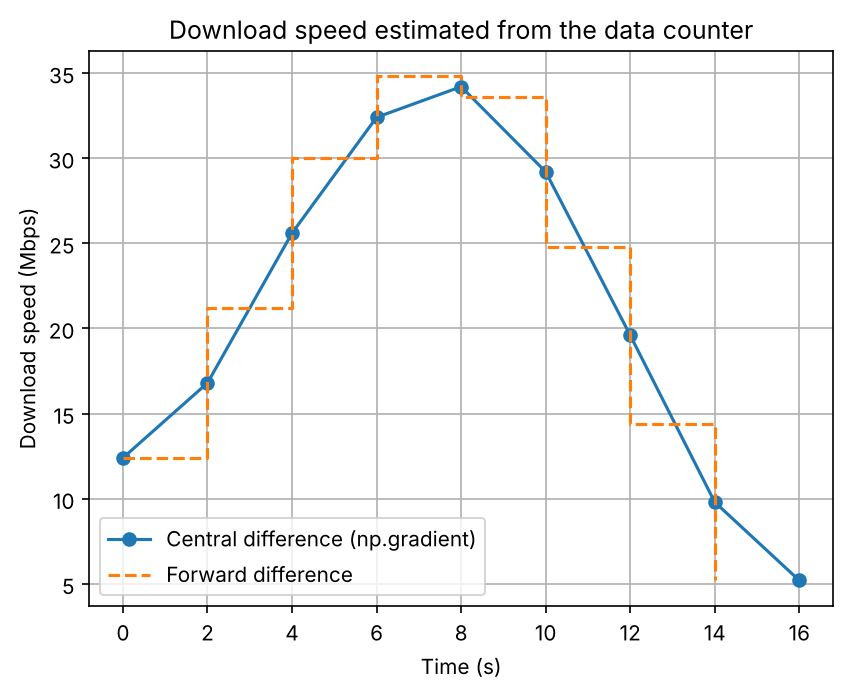 Download speed estimated from the data counter
Download speed (Mbps)
35
30
25
20
15
10
5
Central difference (np.gradient)
Forward difference
0 2 4 6 8 10 12 14 16
Time (s)